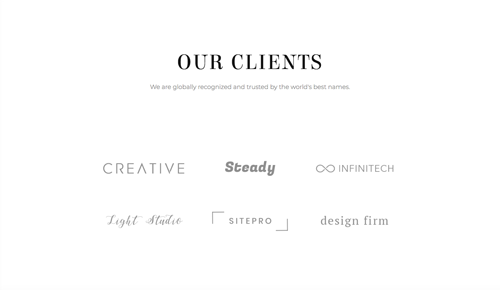 OUR CLIENTS
We are globally recognized and trusted by the world's best names.
CREATIVE
Steady
INFINITECH
Light Studio
SITEPRO
design firm